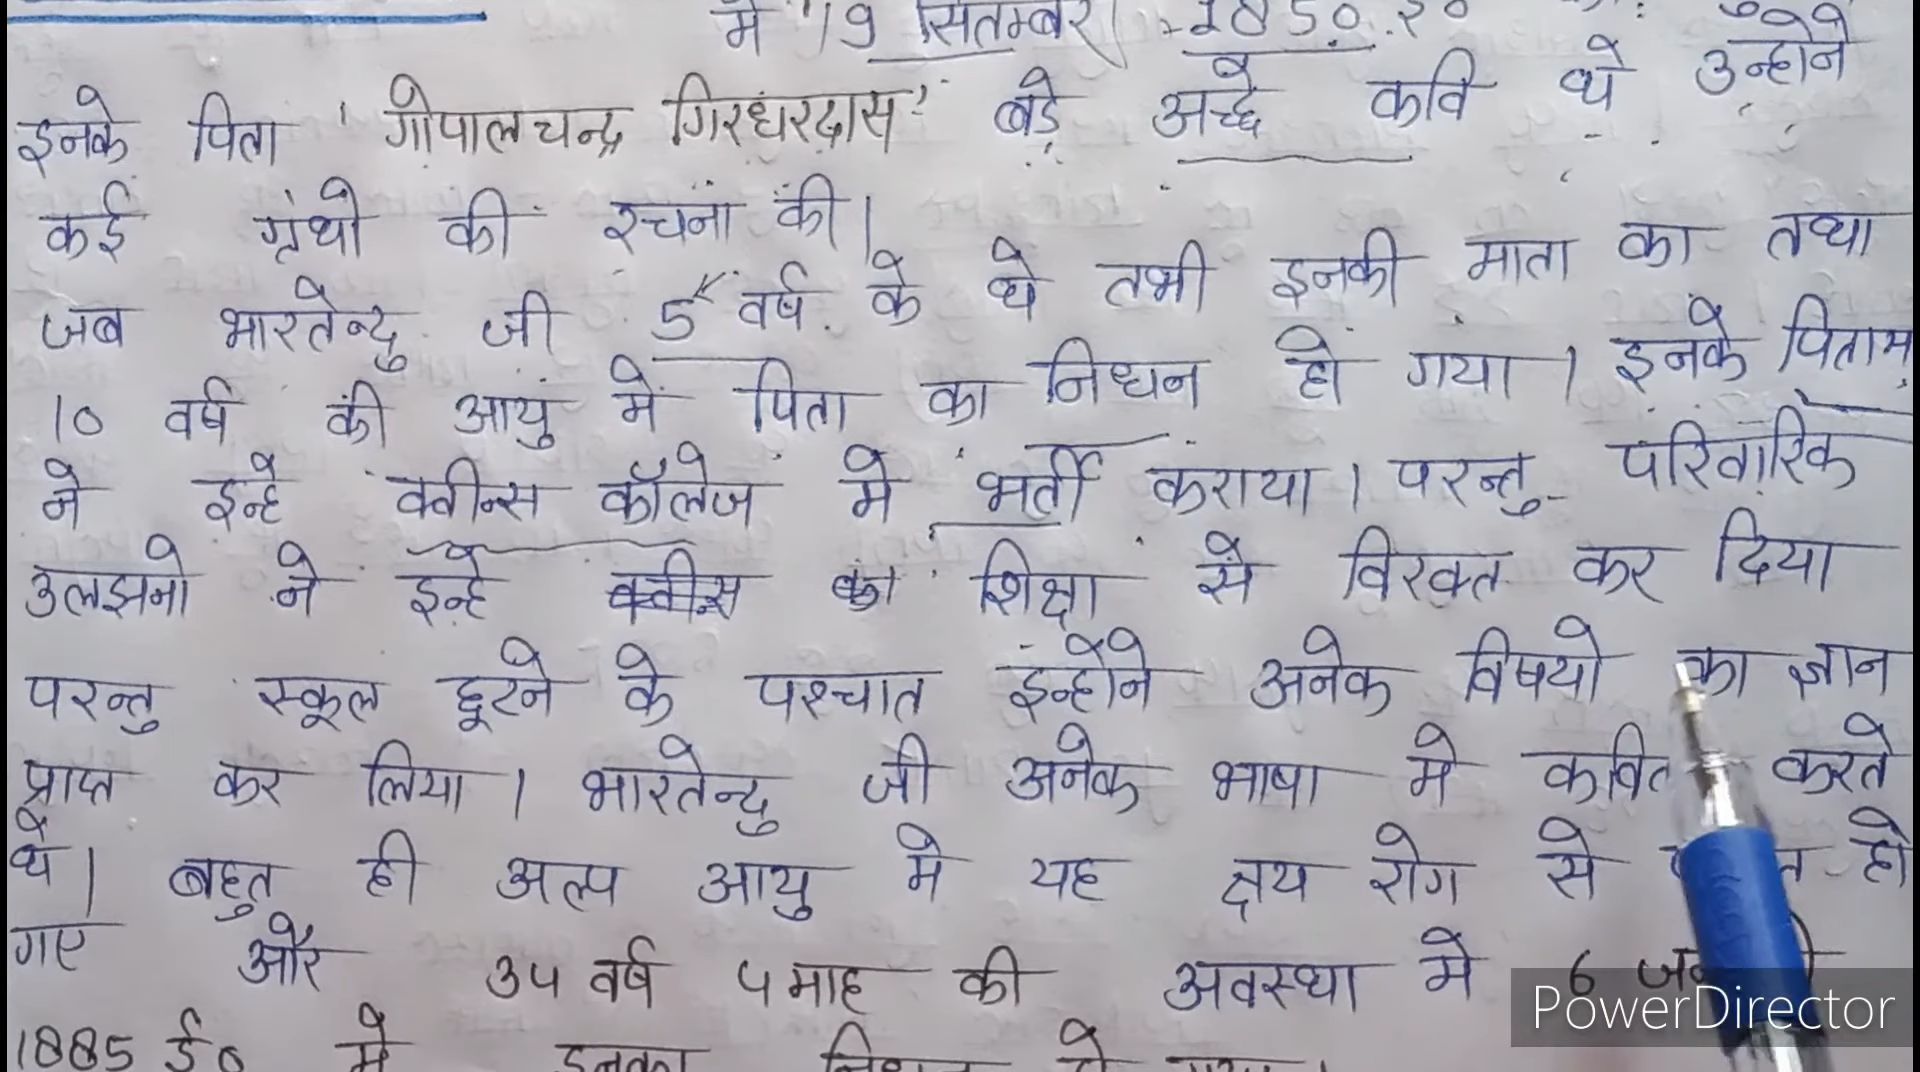 में 19 सितम्बर 1850 ई०
इनके पिता 'गोपालचन्द्र गिरधरदास' बड़े अच्छे कवि थे उन्होंने
कई ग्रंथो की रचना की।
जब भारतेन्दु जी 5 वर्ष के थे तभी इनकी माता का तथा
10 वर्ष की आयु में पिता का निधन हो गया । इनके पिताम
ने इन्हे क्वीन्स कॉलेज मे भर्ती कराया । परन्तु परिवारिक
उलझनो ने इन्हे क्वीन्स का शिक्षा से विरक्त कर दिया
परन्तु स्कूल छूटने के पश्चात इन्होंने अनेक विषयो का ज्ञान
प्राप्त कर लिया । भारतेन्दु जी अनेक भाषा मे करते
थे। बहुत ही अल्प आयु मे यह क्षय रोग से हो
गए और 34 वर्ष 4 माह की अवस्था मे 6
1885 ई० मे इनका
PowerDirector